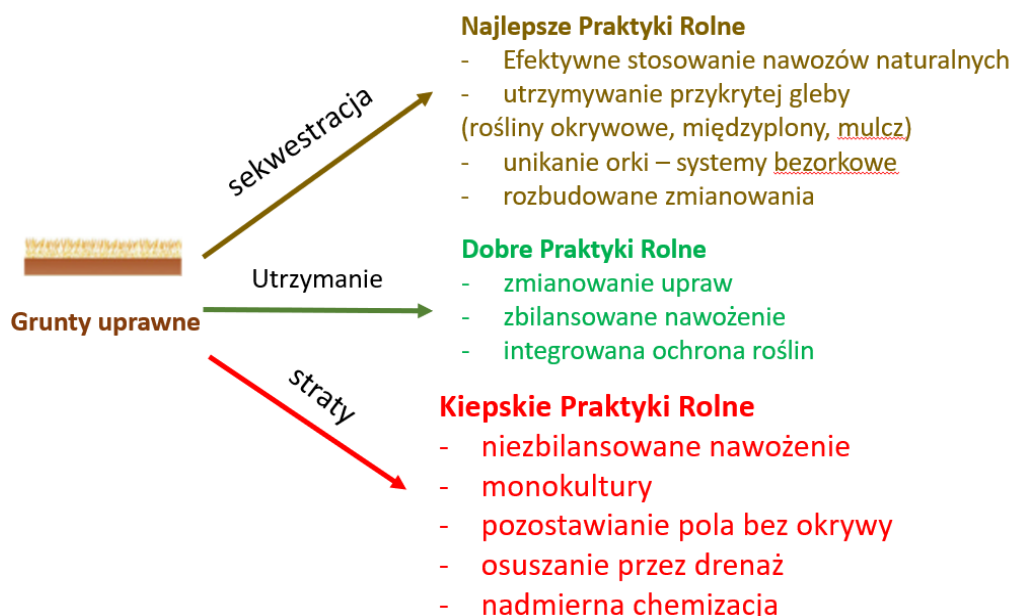 Najlepsze Praktyki Rolne
- Efektywne stosowanie nawozów naturalnych
- utrzymywanie przykrytej gleby
(rośliny okrywowe, międzyplony, mulcz)
- unikanie orki – systemy bezorkowe
- rozbudowane zmianowania
sekwestracja
Dobre Praktyki Rolne
- zmianowanie upraw
- zbilansowane nawożenie
- integrowana ochrona roślin
Utrzymanie
Grunty uprawne
straty
Kiepskie Praktyki Rolne
- niezbilansowane nawożenie
- monokultury
- pozostawianie pola bez okrywy
- osuszanie przez drenaż
- nadmierna chemizacja